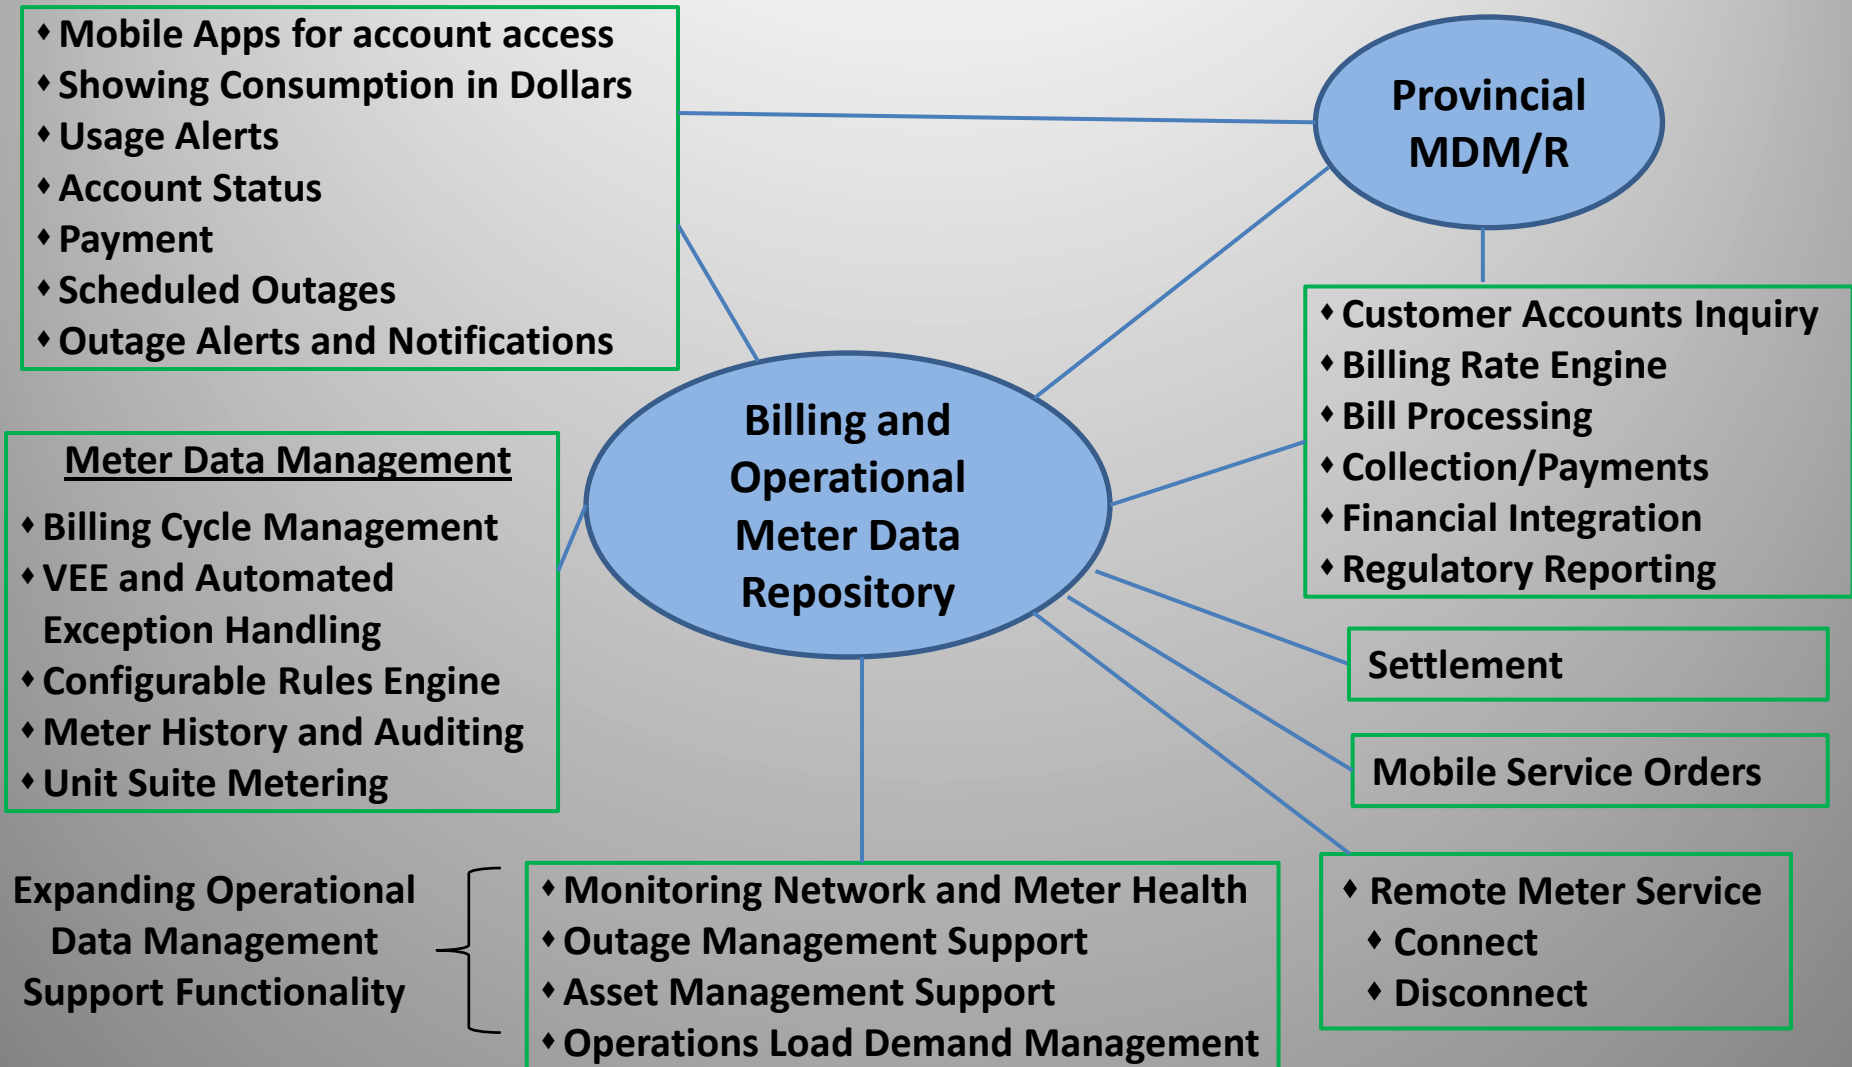 ♦ Mobile Apps for account access
♦ Showing Consumption in Dollars
♦ Usage Alerts
♦ Account Status
♦ Payment
♦ Scheduled Outages
♦ Outage Alerts and Notifications
Provincial
MDM/R
♦ Customer Accounts Inquiry
♦ Billing Rate Engine
♦ Bill Processing
♦ Collection/Payments
♦ Financial Integration
♦ Regulatory Reporting
Billing and
Operational
Meter Data
Repository
Meter Data Management
♦ Billing Cycle Management
♦ VEE and Automated
Exception Handling
♦ Configurable Rules Engine
♦ Meter History and Auditing
♦ Unit Suite Metering
Settlement
Mobile Service Orders
Expanding Operational
Data Management
Support Functionality
♦ Monitoring Network and Meter Health
♦ Outage Management Support
♦ Asset Management Support
♦ Operations Load Demand Management
♦ Remote Meter Service
♦ Connect
♦ Disconnect